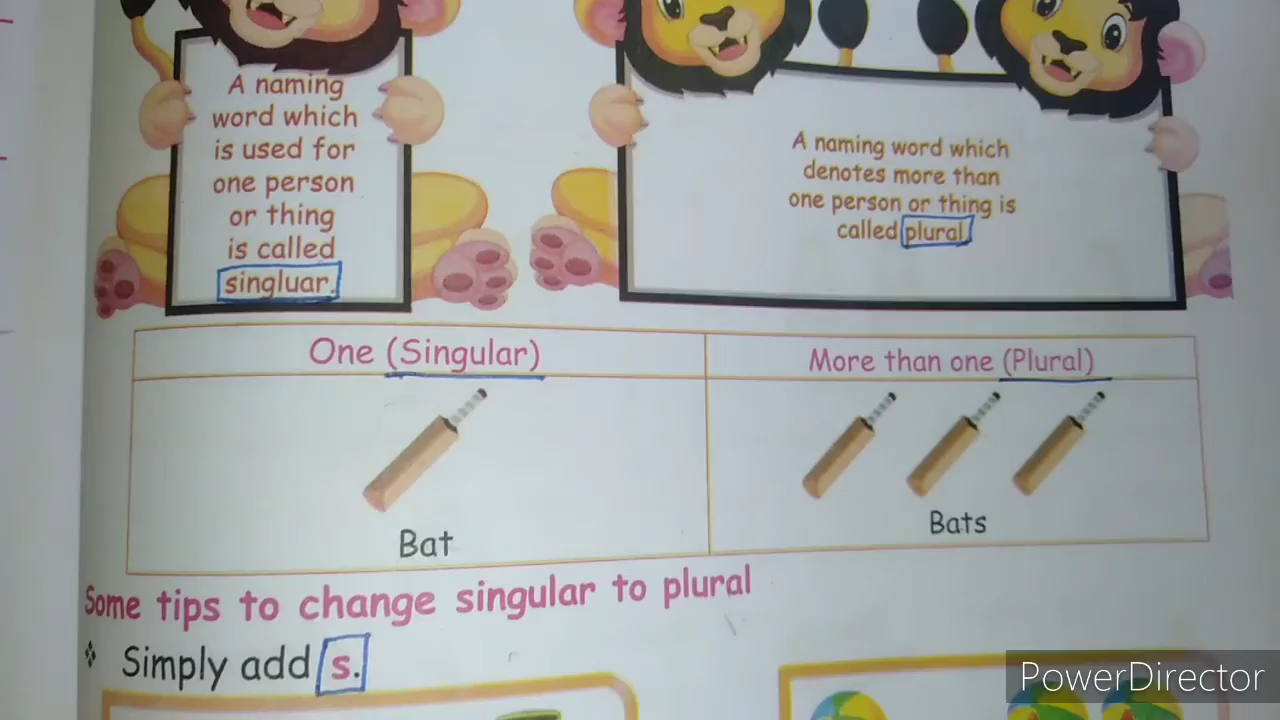 A naming
word which
is used for
one person
or thing
is called
singluar.
A naming word which
denotes more than
one person or thing is
called plural.
One (Singular)
More than one (Plural)
Bat
Bats
Some tips to change singular to plural
❖ Simply add s.
PowerDirector